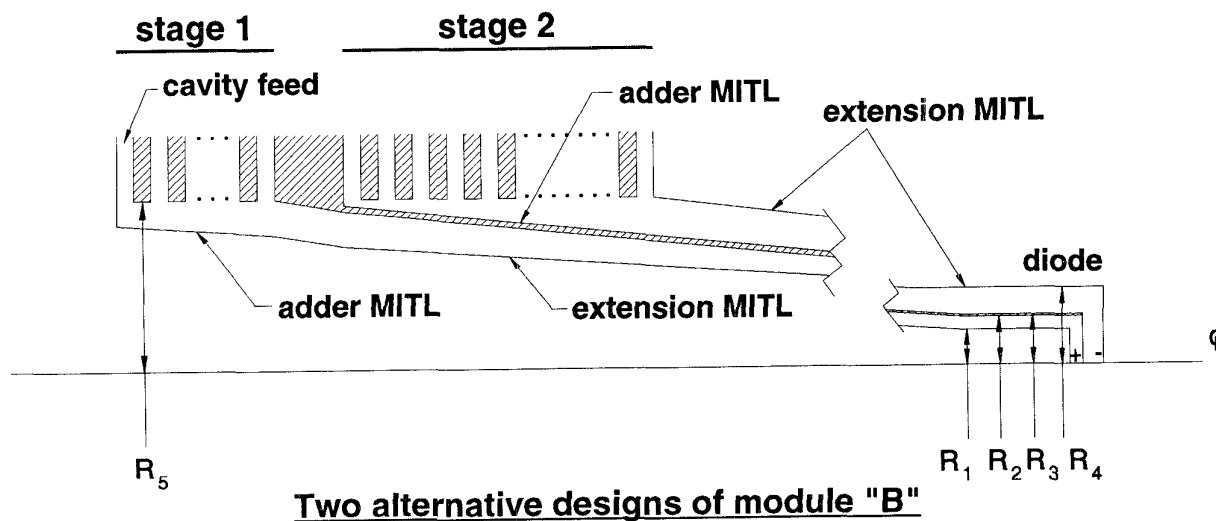 stage 1
stage 2
cavity feed
adder MITL
extension MITL
diode
adder MITL
extension MITL
+ -
R5
R1 R2 R3 R4
Two alternative designs of module "B"